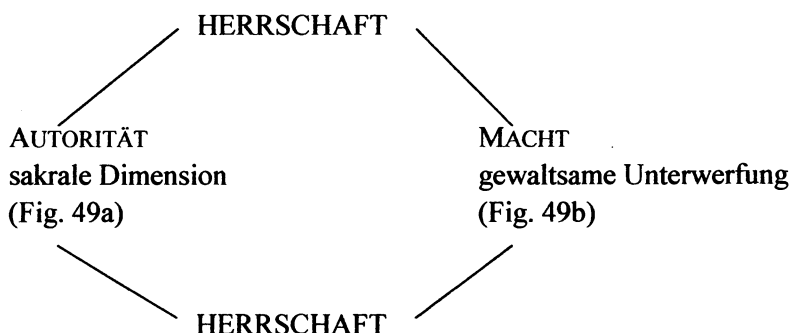 HERRSCHAFT
AUTORITÄT
sakrale Dimension
(Fig. 49a)
MACHT
gewaltsame Unterwerfung
(Fig. 49b)
HERRSCHAFT